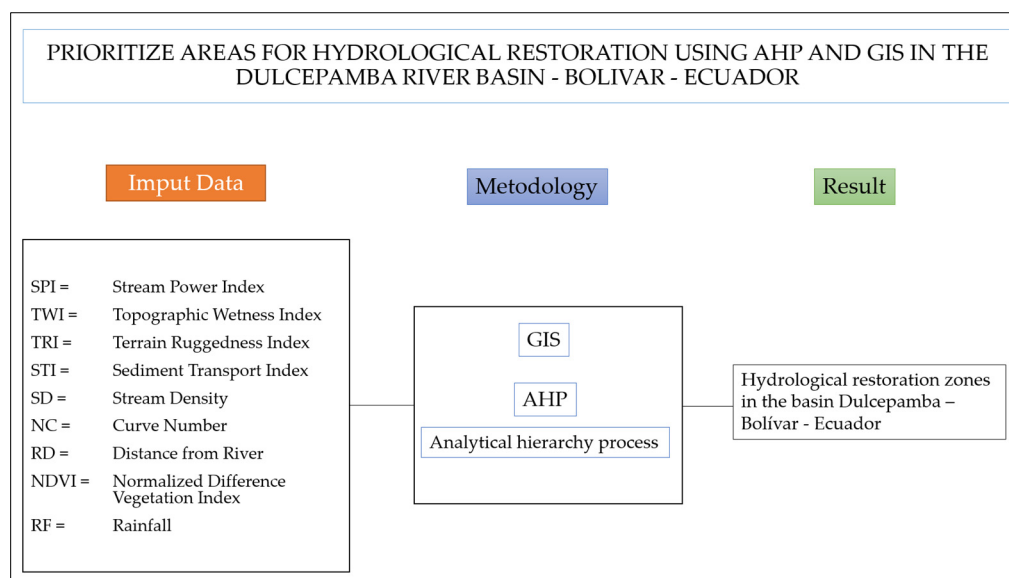 PRIORITIZE AREAS FOR HYDROLOGICAL RESTORATION USING AHP AND GIS IN THE
DULCEPAMBA RIVER BASIN - BOLIVAR - ECUADOR
Imput Data
Metodology
Result
SPI = Stream Power Index
TWI = Topographic Wetness Index
TRI = Terrain Ruggedness Index
STI = Sediment Transport Index
SD = Stream Density
NC = Curve Number
RD = Distance from River
NDVI = Normalized Difference
Vegetation Index
RF = Rainfall
GIS
AHP
Analytical hierarchy process
Hydrological restoration zones
in the basin Dulcepamba –
Bolívar - Ecuador